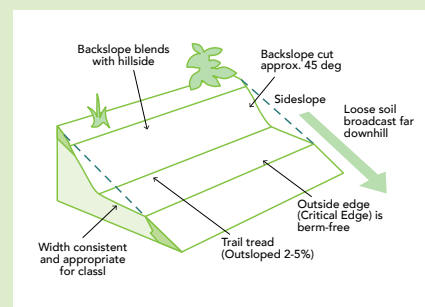 Backslope blends
with hillside
Backslope cut
approx. 45 deg
Sideslope
Loose soil
broadcast far
downhill
Outside edge
(Critical Edge) is
berm-free
Trail tread
(Outsloped 2-5%)
Width consistent
and appropriate
for classl